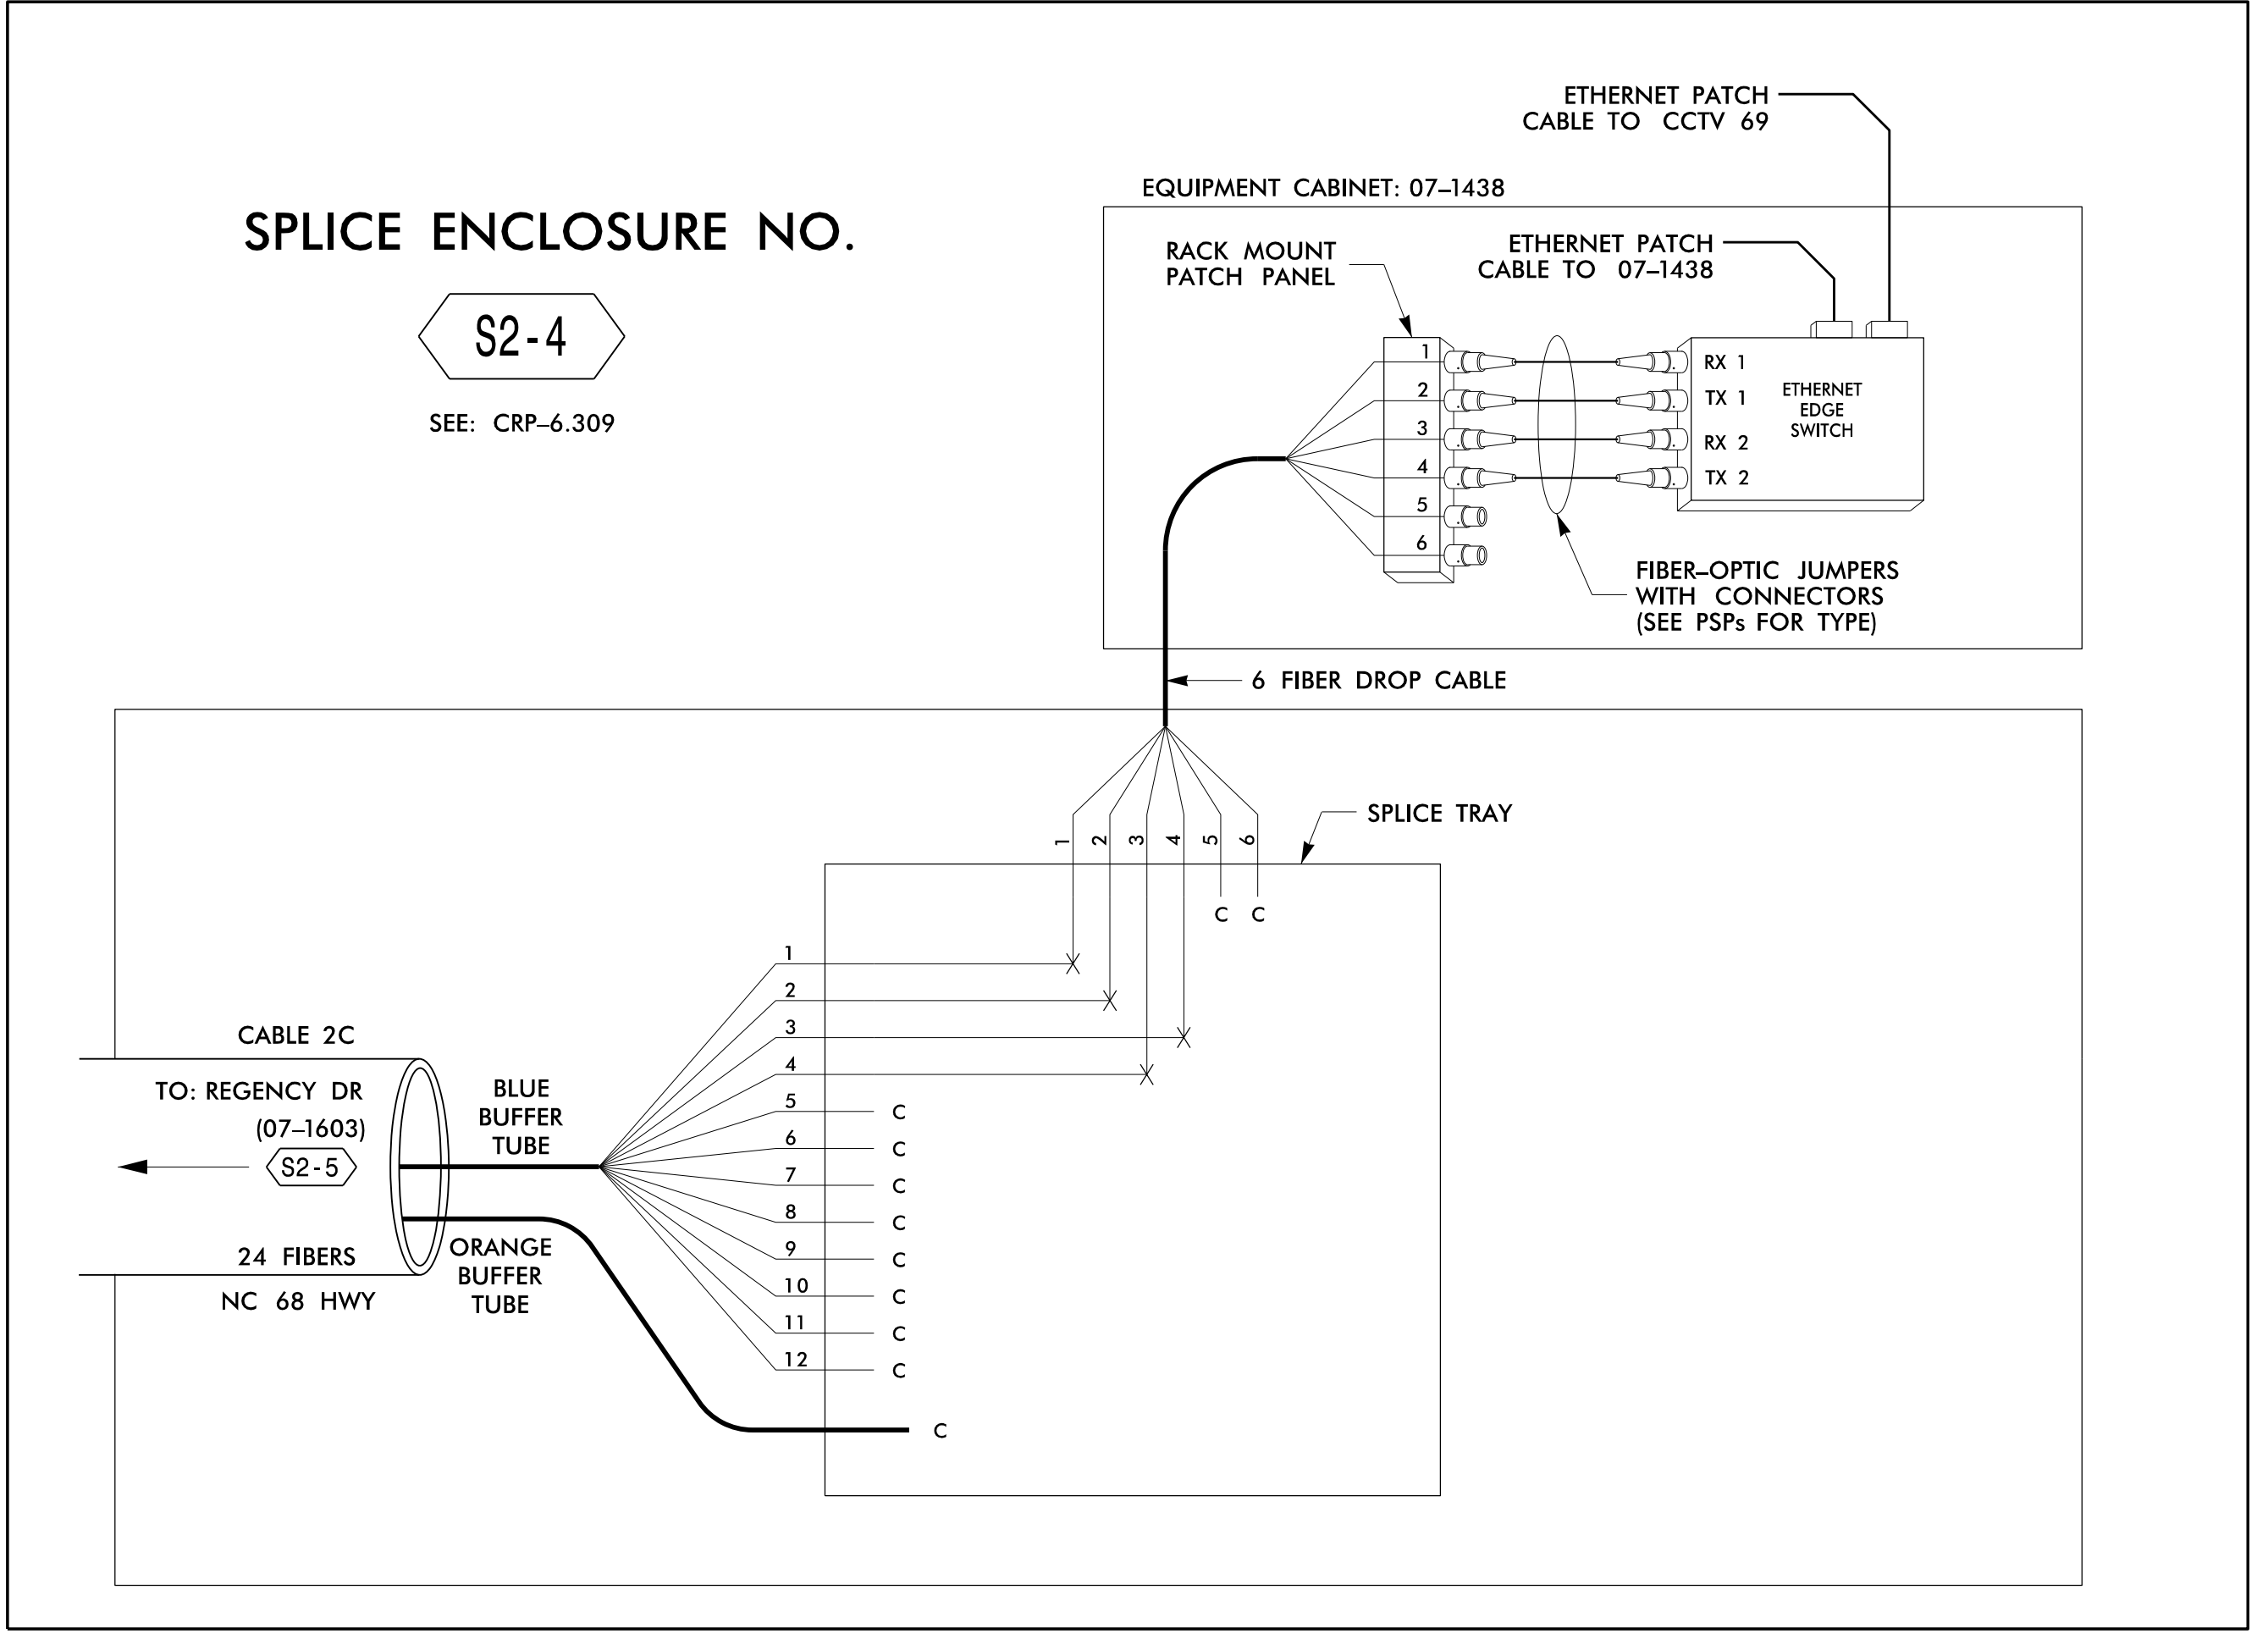 SPLICE ENCLOSURE NO.
S2-4
SEE: CRP-6.309
ETHERNET PATCH
CABLE TO CCTV 69
EQUIPMENT CABINET: 07-1438
RACK MOUNT
PATCH PANEL
ETHERNET PATCH
CABLE TO 07-1438
1
2
3
4
5
6
RX 1
TX 1
RX 2
TX 2
ETHERNET
EDGE
SWITCH
FIBER-OPTIC JUMPERS
WITH CONNECTORS
(SEE PSPs FOR TYPE)
6 FIBER DROP CABLE
SPLICE TRAY
1
2
3
4
5
6
C C
CABLE 2C
TO: REGENCY DR
(07-1603)
S2-5
24 FIBERS
NC 68 HWY
BLUE
BUFFER
TUBE
ORANGE
BUFFER
TUBE
1
2
3
4
5 C
6 C
7 C
8 C
9 C
10 C
11 C
12 C
C